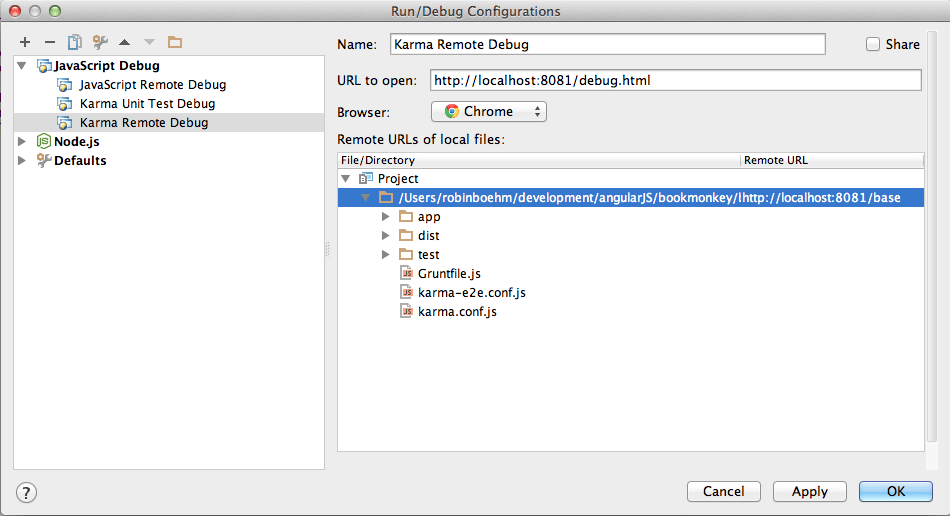 Run/Debug Configurations
JavaScript Debug
JavaScript Remote Debug
Karma Unit Test Debug
Karma Remote Debug
Node.js
Defaults
Name: Karma Remote Debug Share
URL to open: http://localhost:8081/debug.html
Browser: Chrome
Remote URLs of local files:
File/Directory Remote URL
Project
/Users/robinboehm/development/angularJS/bookmonkey/lhttp://localhost:8081/base
app
dist
test
Gruntfile.js
karma-e2e.conf.js
karma.conf.js
? Cancel Apply OK